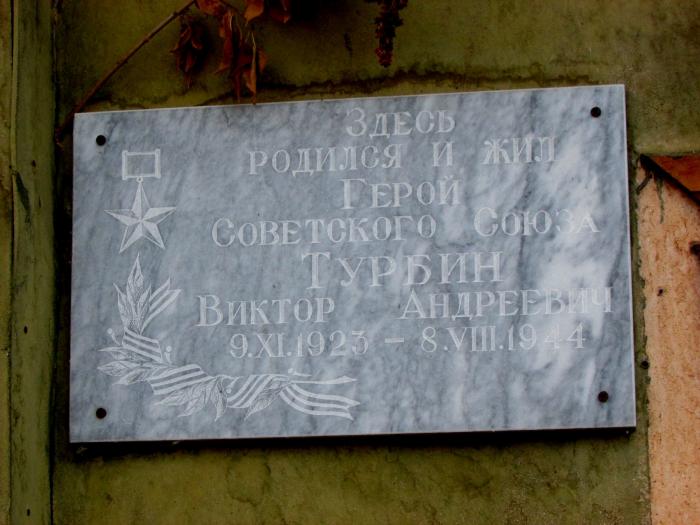 Здесь
родился и жил
Герой
Советского Союза
Турбин
Виктор Андреевич
9.XI.1923 – 8.VIII.1944